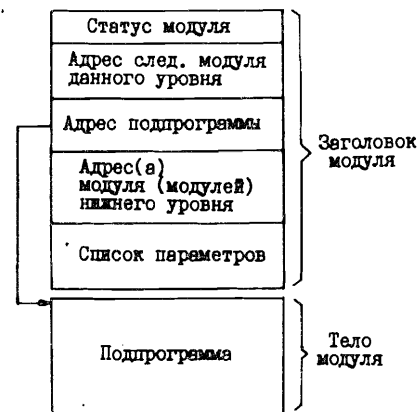 Статус модуля
Адрес след. модуля
данного уровня
Адрес подпрограммы
Адрес(а)
модуля (модулей)
нижнего уровня
Список параметров
Заголовок
модуля
Подпрограмма
Тело
модуля